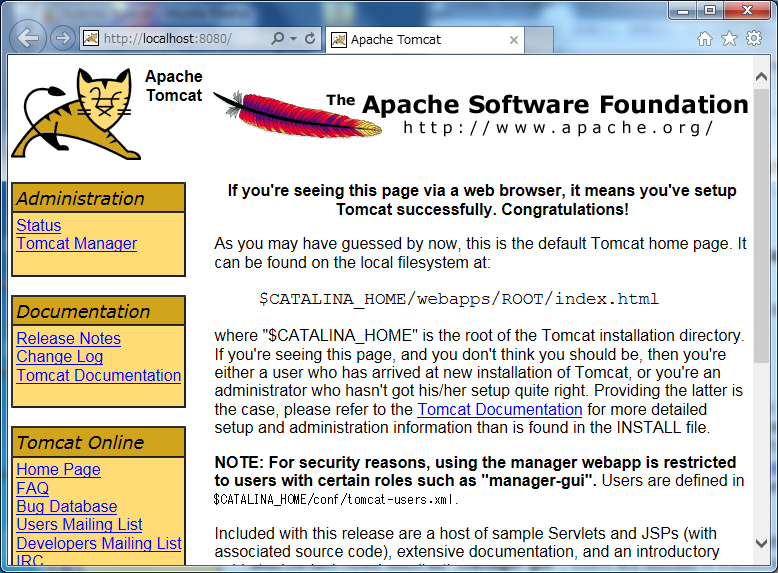 http://localhost:8080/
Apache Tomcat
Apache
Tomcat
The Apache Software Foundation
http://www.apache.org/
Administration
Status
Tomcat Manager
Documentation
Release Notes
Change Log
Tomcat Documentation
Tomcat Online
Home Page
FAQ
Bug Database
Users Mailing List
Developers Mailing List
IRC
If you're seeing this page via a web browser, it means you've setup
Tomcat successfully. Congratulations!
As you may have guessed by now, this is the default Tomcat home page. It
can be found on the local filesystem at:
$CATALINA_HOME/webapps/ROOT/index.html
where "$CATALINA_HOME" is the root of the Tomcat installation directory.
If you're seeing this page, and you don't think you should be, then you're
either a user who has arrived at new installation of Tomcat, or you're an
administrator who hasn't got his/her setup quite right. Providing the latter is
the case, please refer to the Tomcat Documentation for more detailed
setup and administration information than is found in the INSTALL file.
NOTE: For security reasons, using the manager webapp is restricted
to users with certain roles such as "manager-gui". Users are defined in
$CATALINA_HOME/conf/tomcat-users.xml.
Included with this release are a host of sample Servlets and JSPs (with
associated source code), extensive documentation, and an introductory